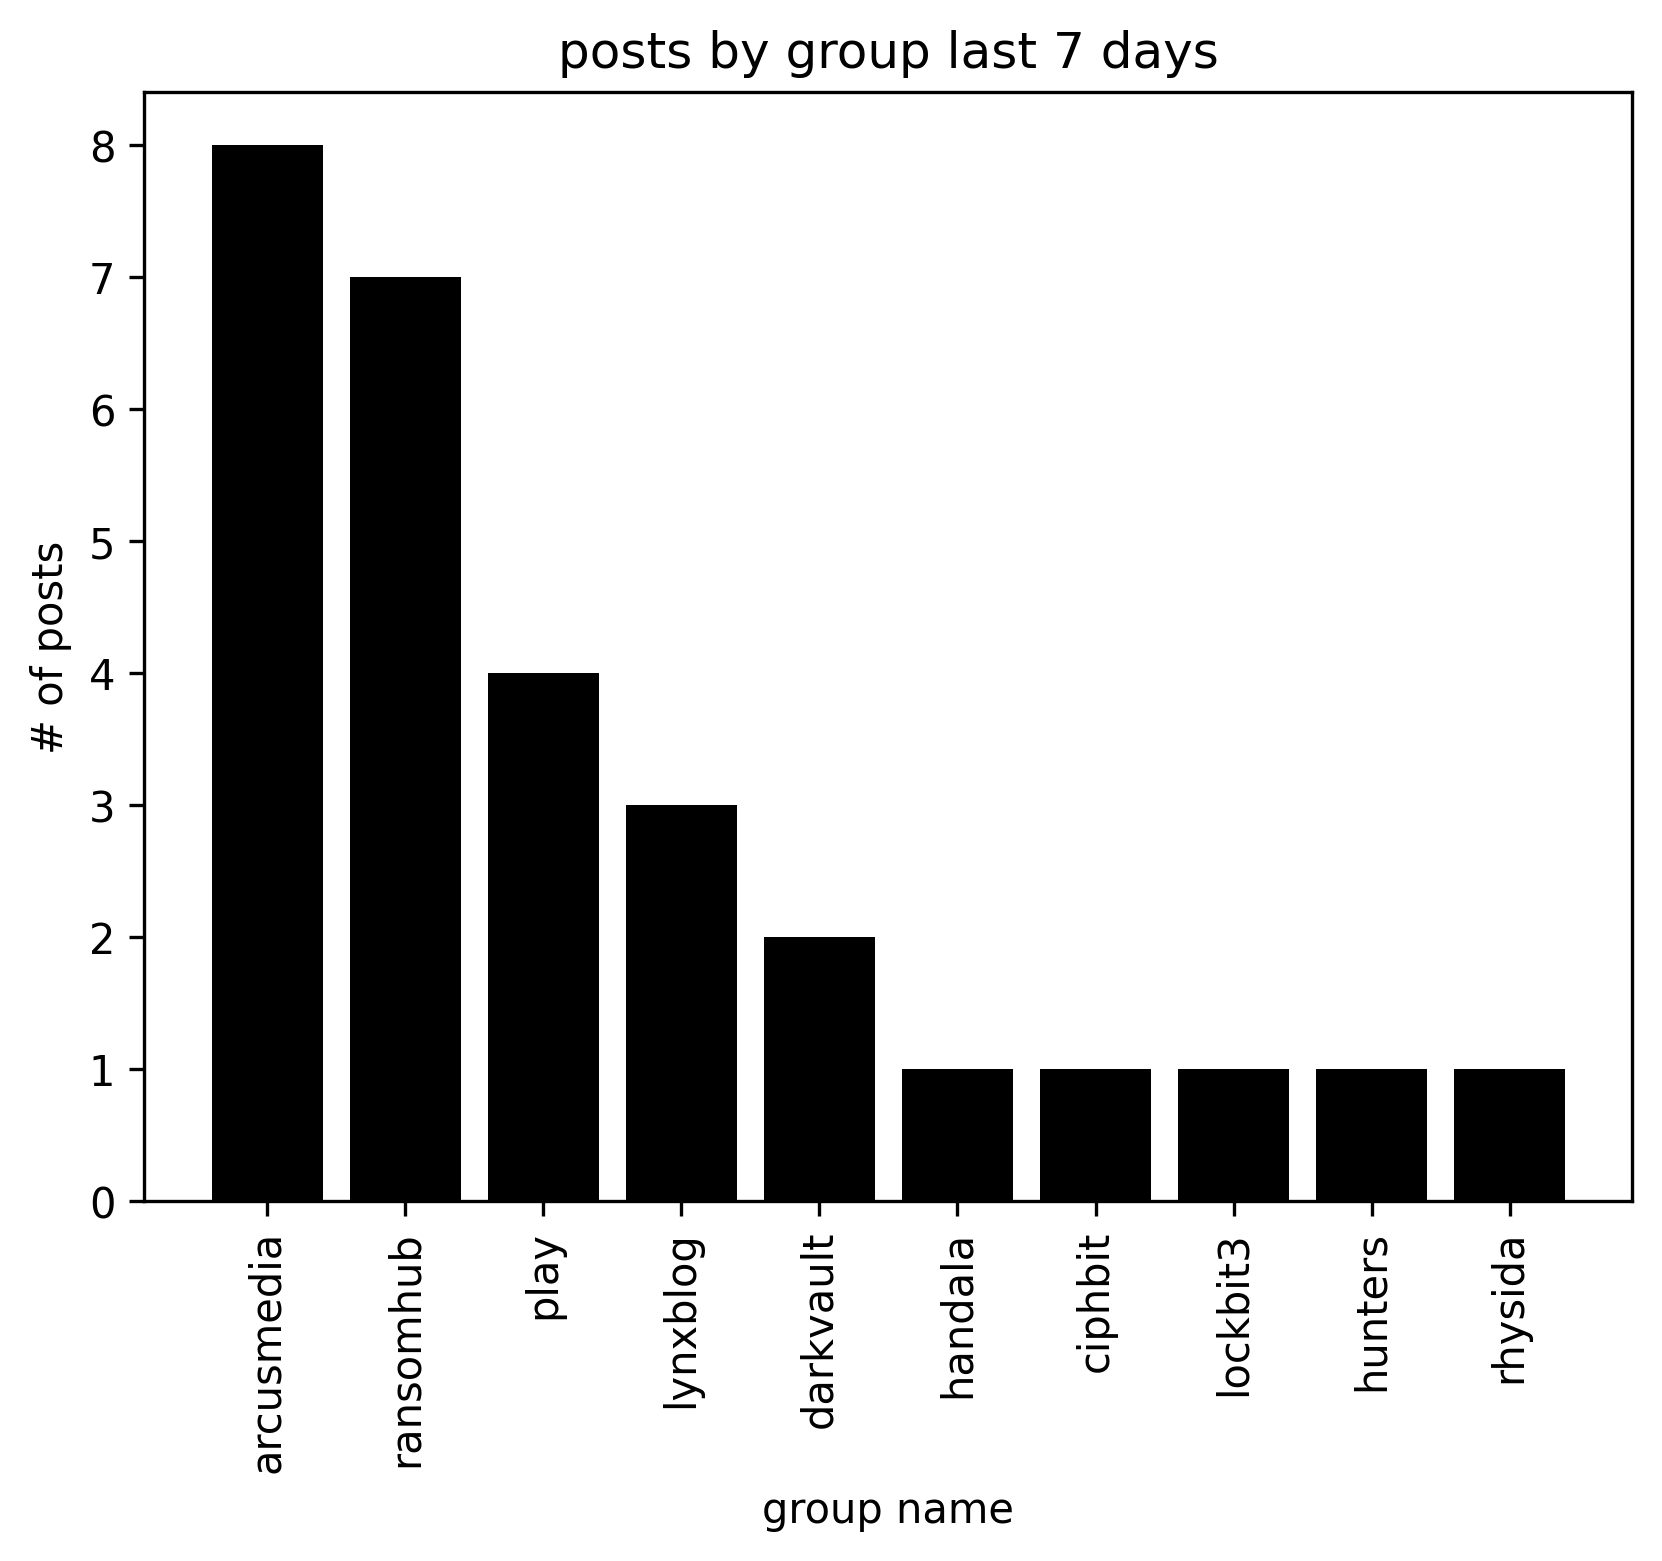 posts by group last 7 days
8
7
6
5
4
3
2
1
0
# of posts
arcusmedia
ransomhub
play
lynxblog
darkvault
handala
ciphbit
lockbit3
hunters
rhysida
group name